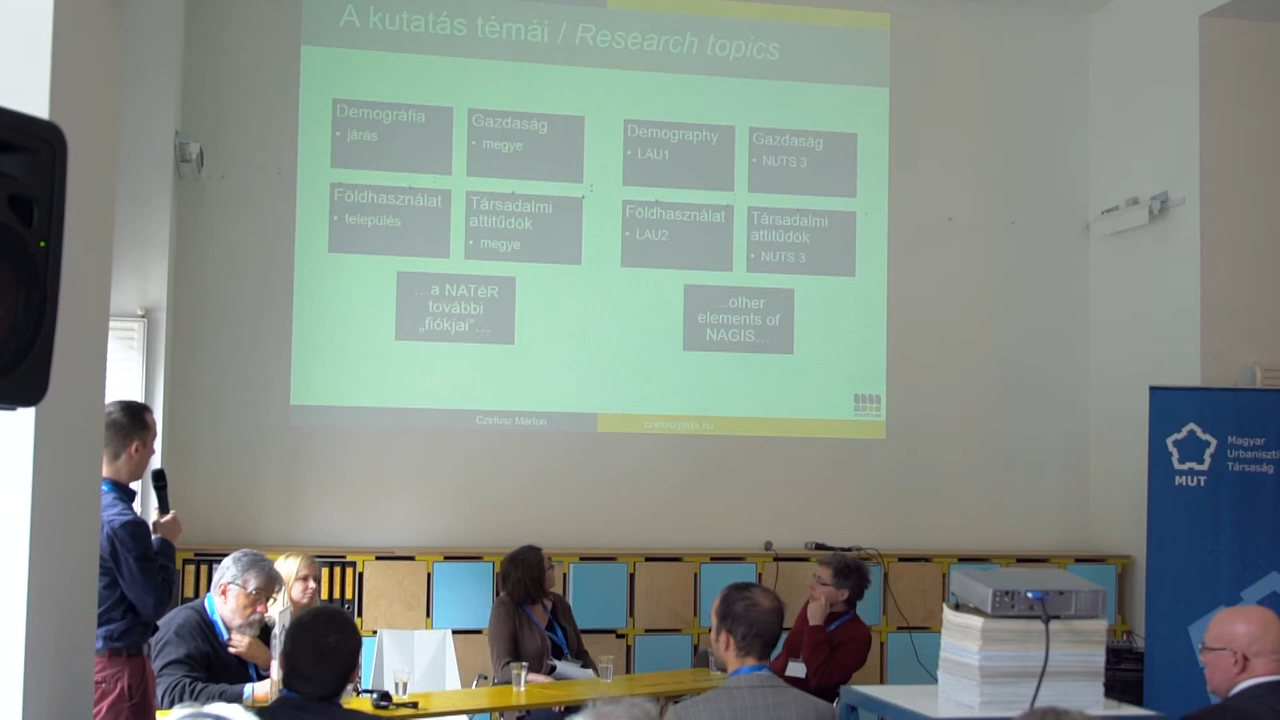 A kutatás témái / Research topics
Demográfia
• járás
Gazdaság
• megye
Földhasználat
• település
Társadalmi
attitűdök
• megye
…a NATéR
további
„fiókjai”…
Demography
• LAU1
Gazdaság
• NUTS 3
Földhasználat
• LAU2
Társadalmi
attitűdök
• NUTS 3
…other
elements of
NAGIS…
Czirfusz Márton
MUT
Magyar
Urbaniszti
Társaság